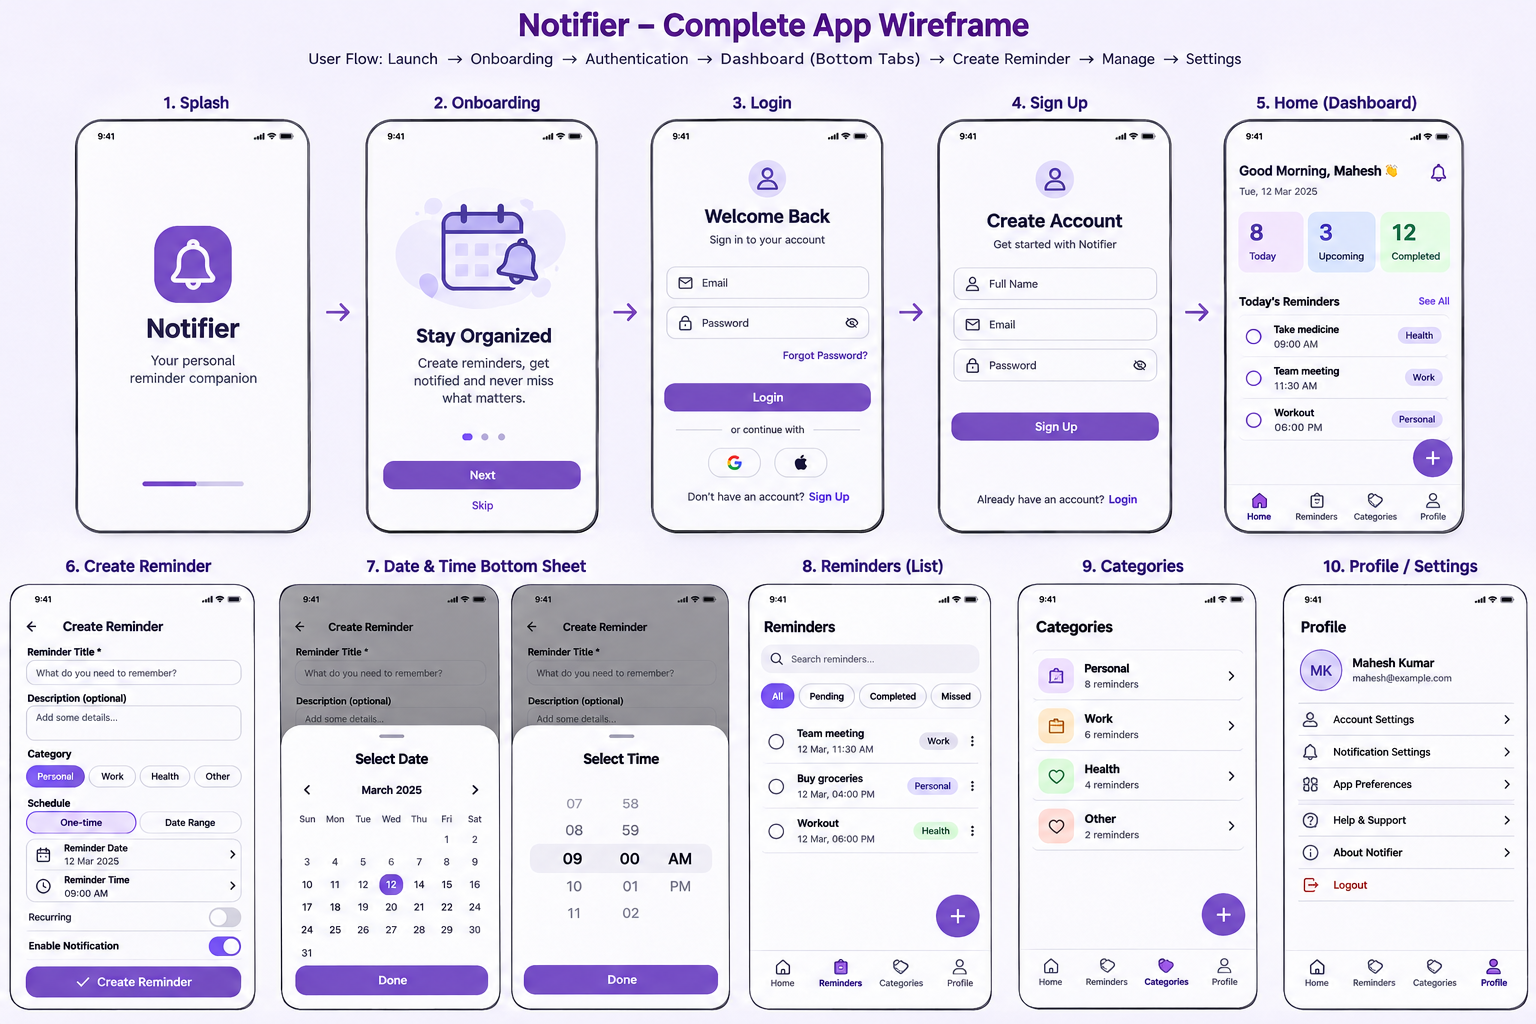 Notifier – Complete App Wireframe
User Flow: Launch → Onboarding → Authentication → Dashboard (Bottom Tabs) → Create Reminder → Manage → Settings
1. Splash
9:41
Notifier
Your personal
reminder companion
2. Onboarding
9:41
Stay Organized
Create reminders, get
notified and never miss
what matters.
Next
Skip
3. Login
9:41
Welcome Back
Sign in to your account
Email
Password
Forgot Password?
Login
or continue with
Don't have an account? Sign Up
4. Sign Up
9:41
Create Account
Get started with Notifier
Full Name
Email
Password
Sign Up
Already have an account? Login
5. Home (Dashboard)
9:41
Good Morning, Mahesh 👋
Tue, 12 Mar 2025
8 3 12
Today Upcoming Completed
Today's Reminders See All
Take medicine
09:00 AM
Health
Team meeting
11:30 AM
Work
Workout
06:00 PM
Personal
+
Home Reminders Categories Profile
6. Create Reminder
9:41
Create Reminder
Reminder Title *
What do you need to remember?
Description (optional)
Add some details...
Category
Personal Work Health Other
Schedule
One-time Date Range
Reminder Date
12 Mar 2025
Reminder Time
09:00 AM
Recurring
Enable Notification
Create Reminder
7. Date & Time Bottom Sheet
9:41
Create Reminder
Reminder Title *
What do you need to remember?
Description (optional)
Add some details...
Select Date
March 2025
Sun Mon Tue Wed Thu Fri Sat
1 2
3 4 5 6 7 8 9
10 11 12 12 14 15 16
17 18 19 20 21 22 24
24 25 26 27 28 29 30
31
Done
9:41
Create Reminder
Reminder Title *
What do you need to remember?
Description (optional)
Add some details...
Select Time
07 58
08 59
09 00 AM
10 01 PM
11 02
Done
8. Reminders (List)
9:41
Reminders
Search reminders...
All Pending Completed Missed
Team meeting
12 Mar, 11:30 AM
Work
Buy groceries
12 Mar, 04:00 PM
Personal
Workout
12 Mar, 06:00 PM
Health
+
Home Reminders Categories Profile
9. Categories
9:41
Categories
Personal
8 reminders
Work
6 reminders
Health
4 reminders
Other
2 reminders
+
Home Reminders Categories Profile
10. Profile / Settings
9:41
Profile
MK
Mahesh Kumar
mahesh@example.com
Account Settings
Notification Settings
App Preferences
Help & Support
About Notifier
Logout
Home Reminders Categories Profile